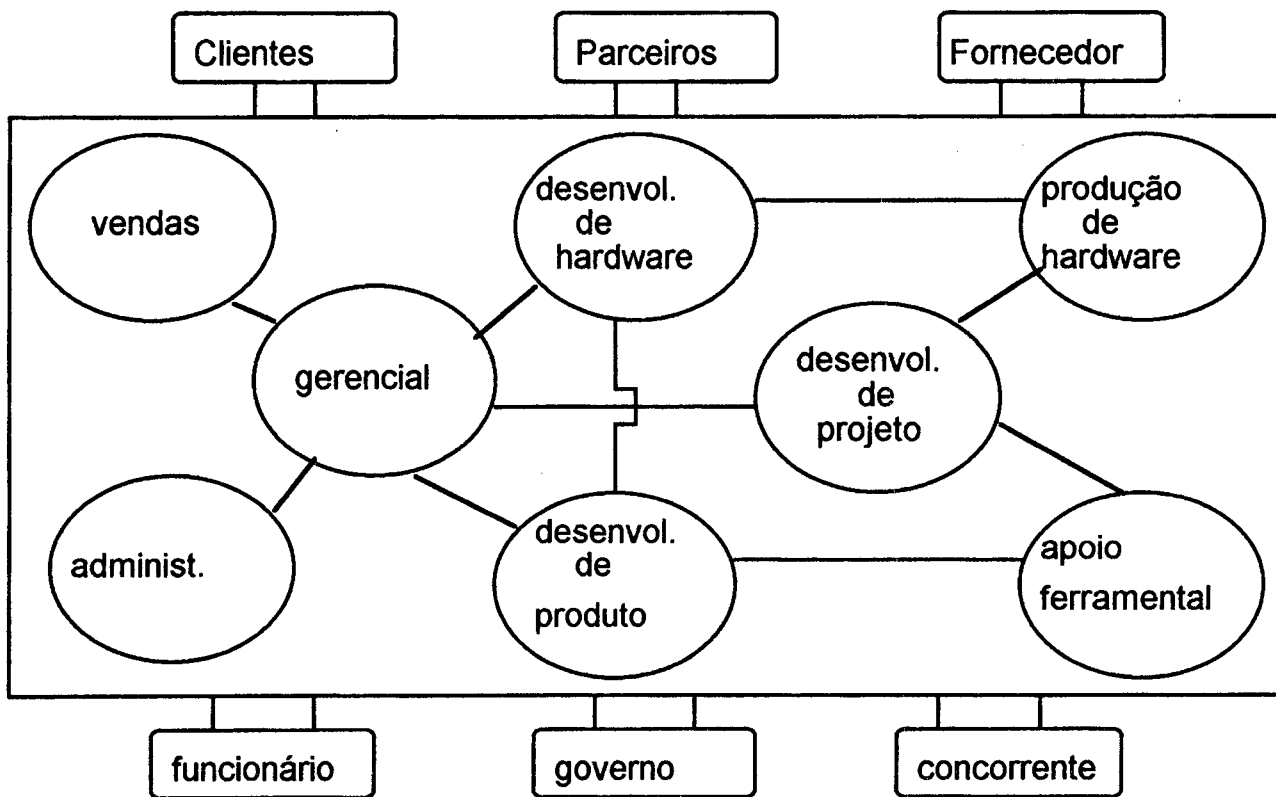 Clientes
Parceiros
Fornecedor
vendas
desenvol.
de
hardware
produção
de
hardware
gerencial
desenvol.
de
projeto
administ.
desenvol.
de
produto
apoio
ferramental
funcionário
governo
concorrente